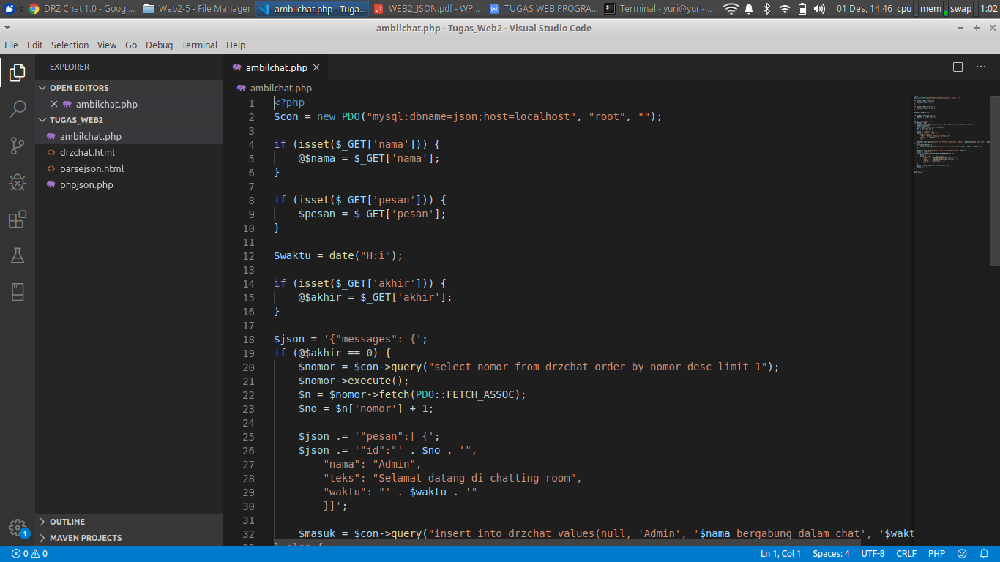 DRZ Chat 1.0 - Googl...
Web2-5 - File Manager
ambilchat.php - Tugas...
WEB2_JSON.pdf - WP...
TUGAS WEB PROGRA...
Terminal - yuri@yuri-...
01 Des, 14:46
cpu
mem
swap
1:02
ambilchat.php - Tugas_Web2 - Visual Studio Code
File Edit Selection View Go Debug Terminal Help
EXPLORER
OPEN EDITORS
ambilchat.php
TUGAS_WEB2
ambilchat.php
drzchat.html
parsejson.html
phpjson.php
OUTLINE
MAVEN PROJECTS
1
ambilchat.php
ambilchat.php
1 <?php
2 $con = new PDO("mysql:dbname=json;host=localhost", "root", "");
3
4 if (isset($_GET['nama'])) {
5 @$nama = $_GET['nama'];
6 }
7
8 if (isset($_GET['pesan'])) {
9 $pesan = $_GET['pesan'];
10 }
11
12 $waktu = date("H:i");
13
14 if (isset($_GET['akhir'])) {
15 @$akhir = $_GET['akhir'];
16 }
17
18 $json = '{"messages": {';
19 if (@$akhir == 0) {
20 $nomor = $con->query("select nomor from drzchat order by nomor desc limit 1");
21 $nomor->execute();
22 $n = $nomor->fetch(PDO::FETCH_ASSOC);
23 $no = $n['nomor'] + 1;
24
25 $json .= '"pesan":[ {';
26 $json .= '"id":"' . $no . '",
27 "nama": "Admin",
28 "teks": "Selamat datang di chatting room",
29 "waktu": "' . $waktu . '"
30 }]';
31
32 $masuk = $con->query("insert into drzchat values(null, 'Admin', '$nama bergabung dalam chat', '$wakt
33 } else {
0 0
Ln 1, Col 1
Spaces: 4
UTF-8
CRLF
PHP